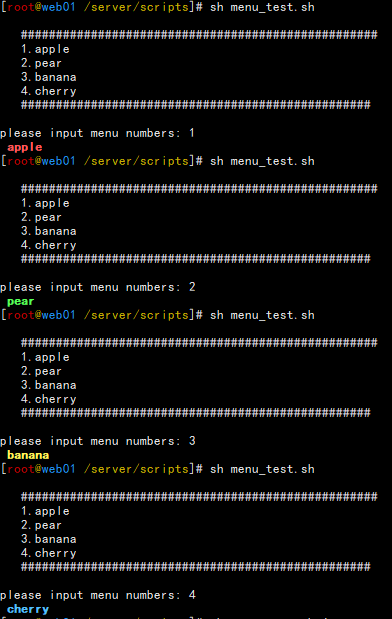 [root@web01 /server/scripts]# sh menu_test.sh
###################################################
1.apple
2.pear
3.banana
4.cherry
##################################################
please input menu numbers: 1
apple
[root@web01 /server/scripts]# sh menu_test.sh
###################################################
1.apple
2.pear
3.banana
4.cherry
##################################################
please input menu numbers: 2
pear
[root@web01 /server/scripts]# sh menu_test.sh
###################################################
1.apple
2.pear
3.banana
4.cherry
##################################################
please input menu numbers: 3
banana
[root@web01 /server/scripts]# sh menu_test.sh
###################################################
1.apple
2.pear
3.banana
4.cherry
##################################################
please input menu numbers: 4
cherry